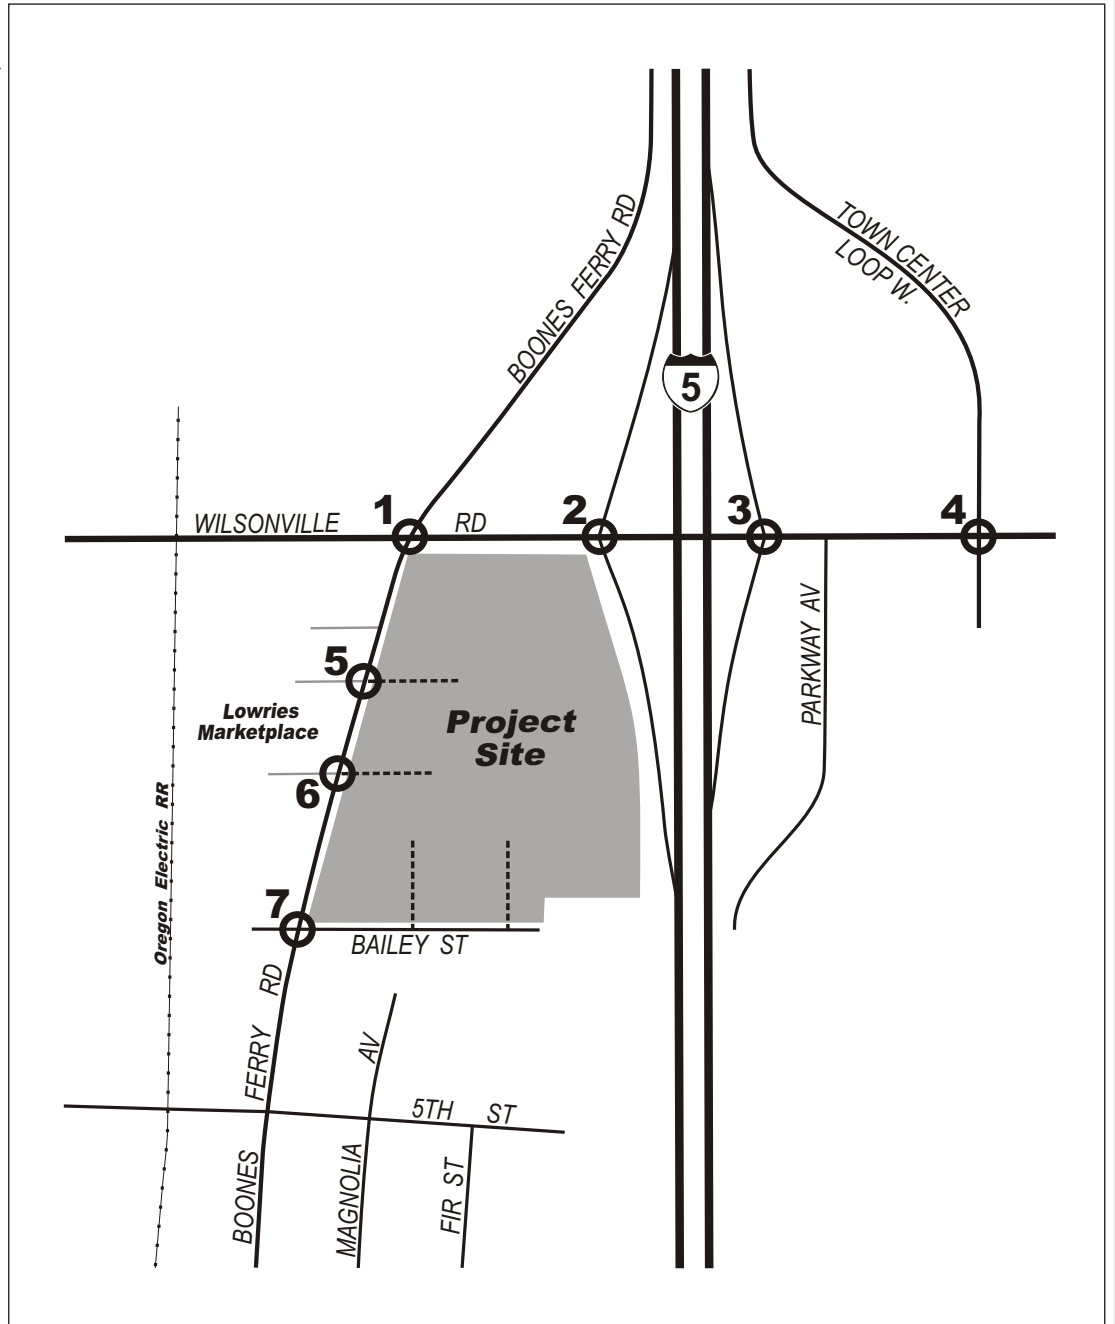 BOONES FERRY RD
TOWN CENTER
LOOP W.
5
WILSONVILLE RD
1
2
3
4
PARKWAY AV
5
Lowries
Marketplace
Project
Site
6
Oregon Electric RR
7
BAILEY ST
BOONES FERRY RD
MAGNOLIA AV
5TH ST
FIR ST